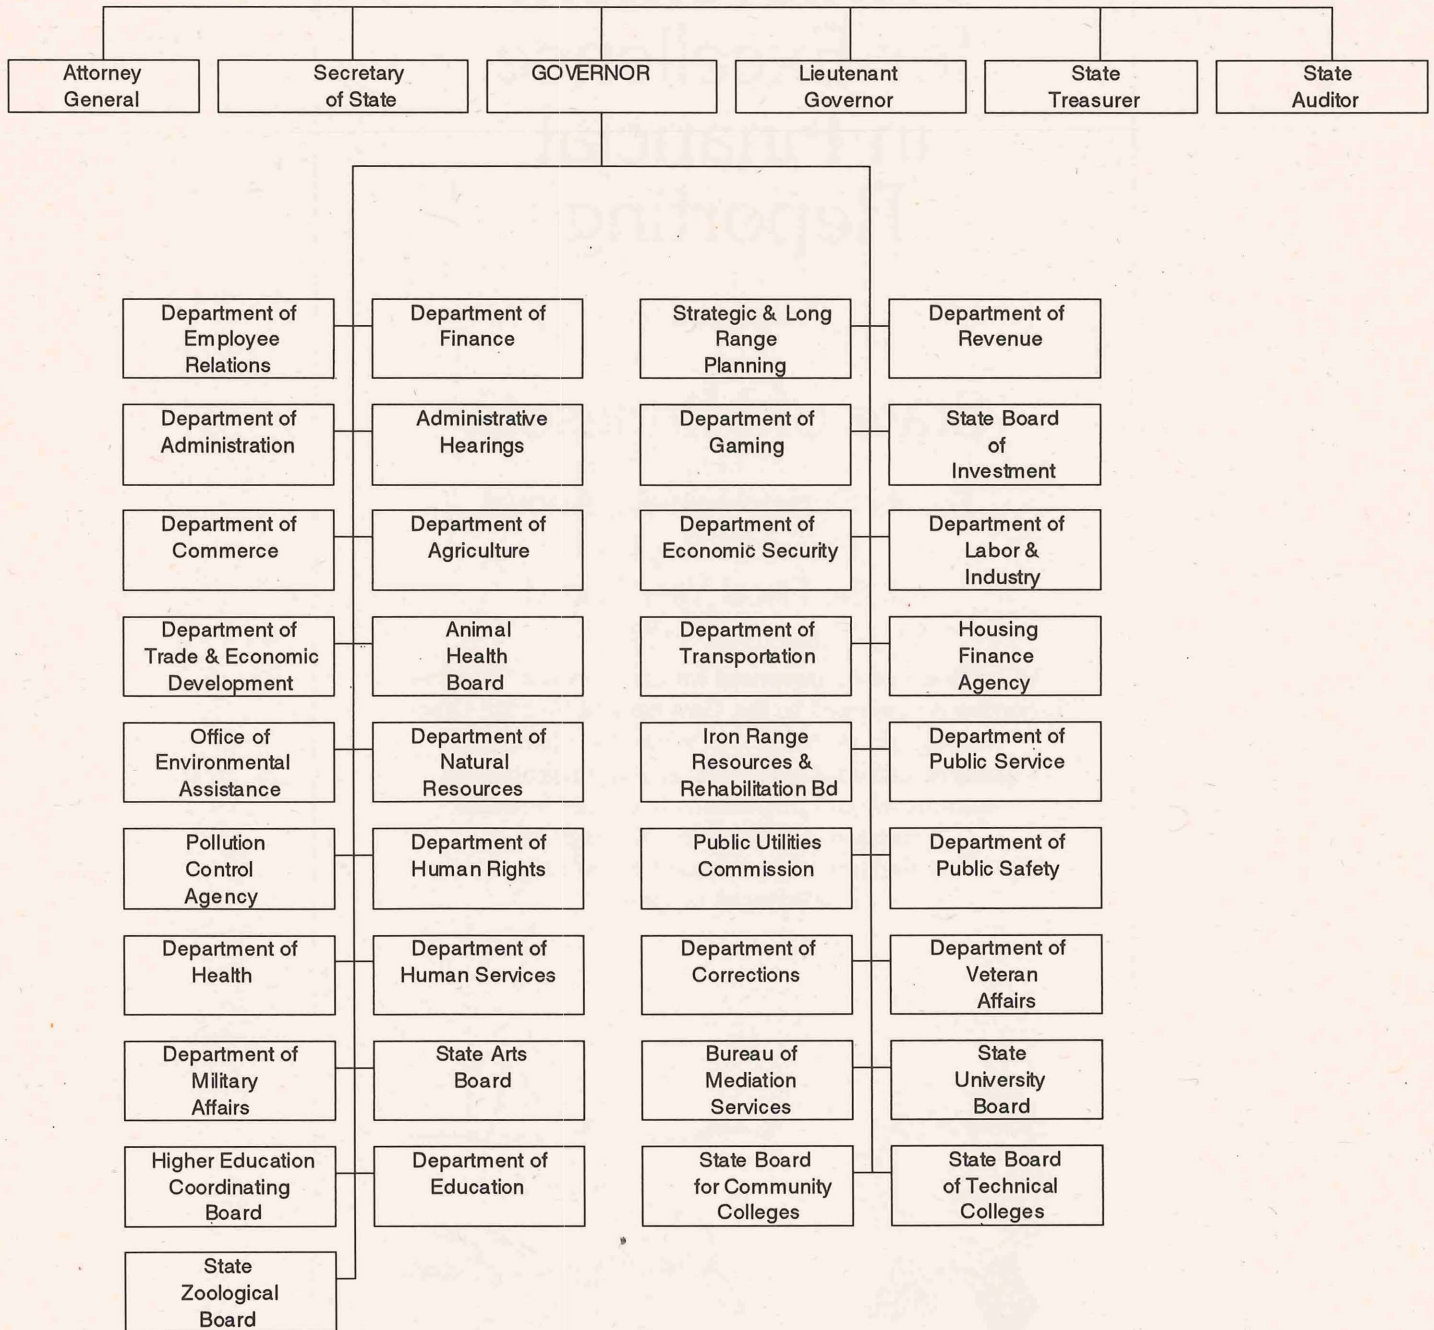 Attorney
General
Secretary
of State
GOVERNOR
Lieutenant
Governor
State
Treasurer
State
Auditor
Department of
Employee
Relations
Department of
Finance
Strategic & Long
Range
Planning
Department of
Revenue
Department of
Administration
Administrative
Hearings
Department of
Gaming
State Board
of
Investment
Department of
Commerce
Department of
Agriculture
Department of
Economic Security
Department of
Labor &
Industry
Department of
Trade & Economic
Development
Animal
Health
Board
Department of
Transportation
Housing
Finance
Agency
Office of
Environmental
Assistance
Department of
Natural
Resources
Iron Range
Resources &
Rehabilitation Bd
Department of
Public Service
Pollution
Control
Agency
Department of
Human Rights
Public Utilities
Commission
Department of
Public Safety
Department of
Health
Department of
Human Services
Department of
Corrections
Department of
Veteran
Affairs
Department of
Military
Affairs
State Arts
Board
Bureau of
Mediation
Services
State
University
Board
Higher Education
Coordinating
Board
Department of
Education
State Board
for Community
Colleges
State Board
of Technical
Colleges
State
Zoological
Board